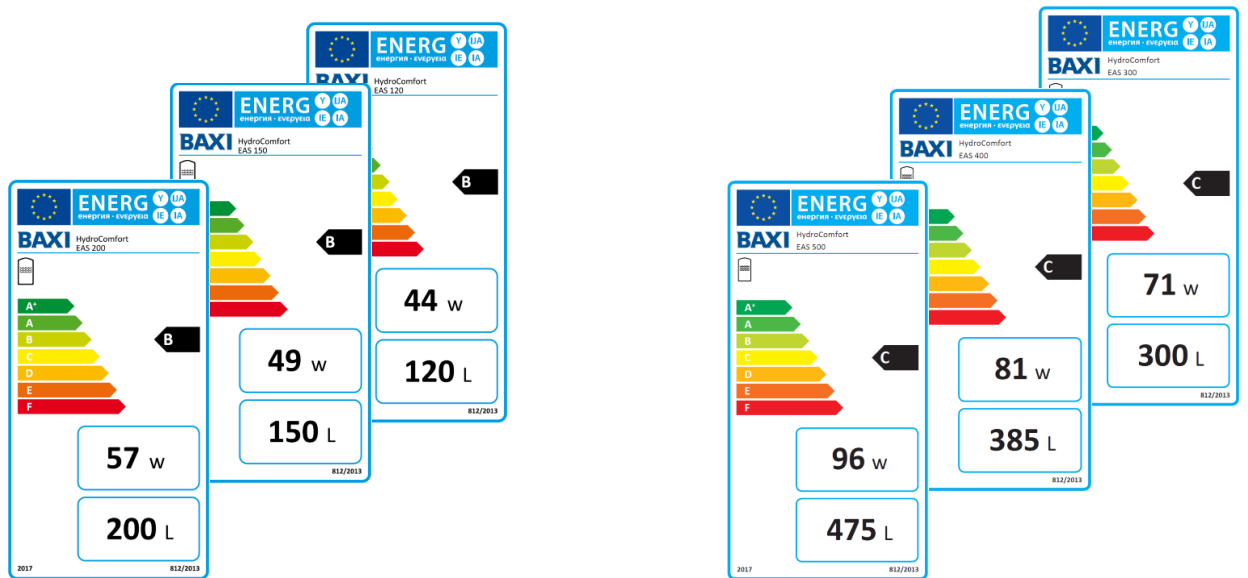 ENERG Y IJA
енергия · ενεργεια IE IA
BAXI HydroComfort
EAS 200
A⁺
A
B
C
D
E
F
B
57 W
200 L
2017 812/2013
ENERG Y IJA
енергия · ενεργεια IE IA
BAXI HydroComfort
EAS 150
B
49 W
150 L
812/2013
ENERG Y IJA
енергия · ενεργεια IE IA
BAXI HydroComfort
EAS 120
B
44 W
120 L
812/2013
ENERG Y IJA
енергия · ενεργεια IE IA
BAXI HydroComfort
EAS 500
A⁺
A
B
C
D
E
F
C
96 W
475 L
2017 812/2013
ENERG Y IJA
енергия · ενεργεια IE IA
BAXI HydroComfort
EAS 400
C
81 W
385 L
812/2013
ENERG Y IJA
енергия · ενεργεια IE IA
BAXI HydroComfort
EAS 300
C
71 W
300 L
812/2013